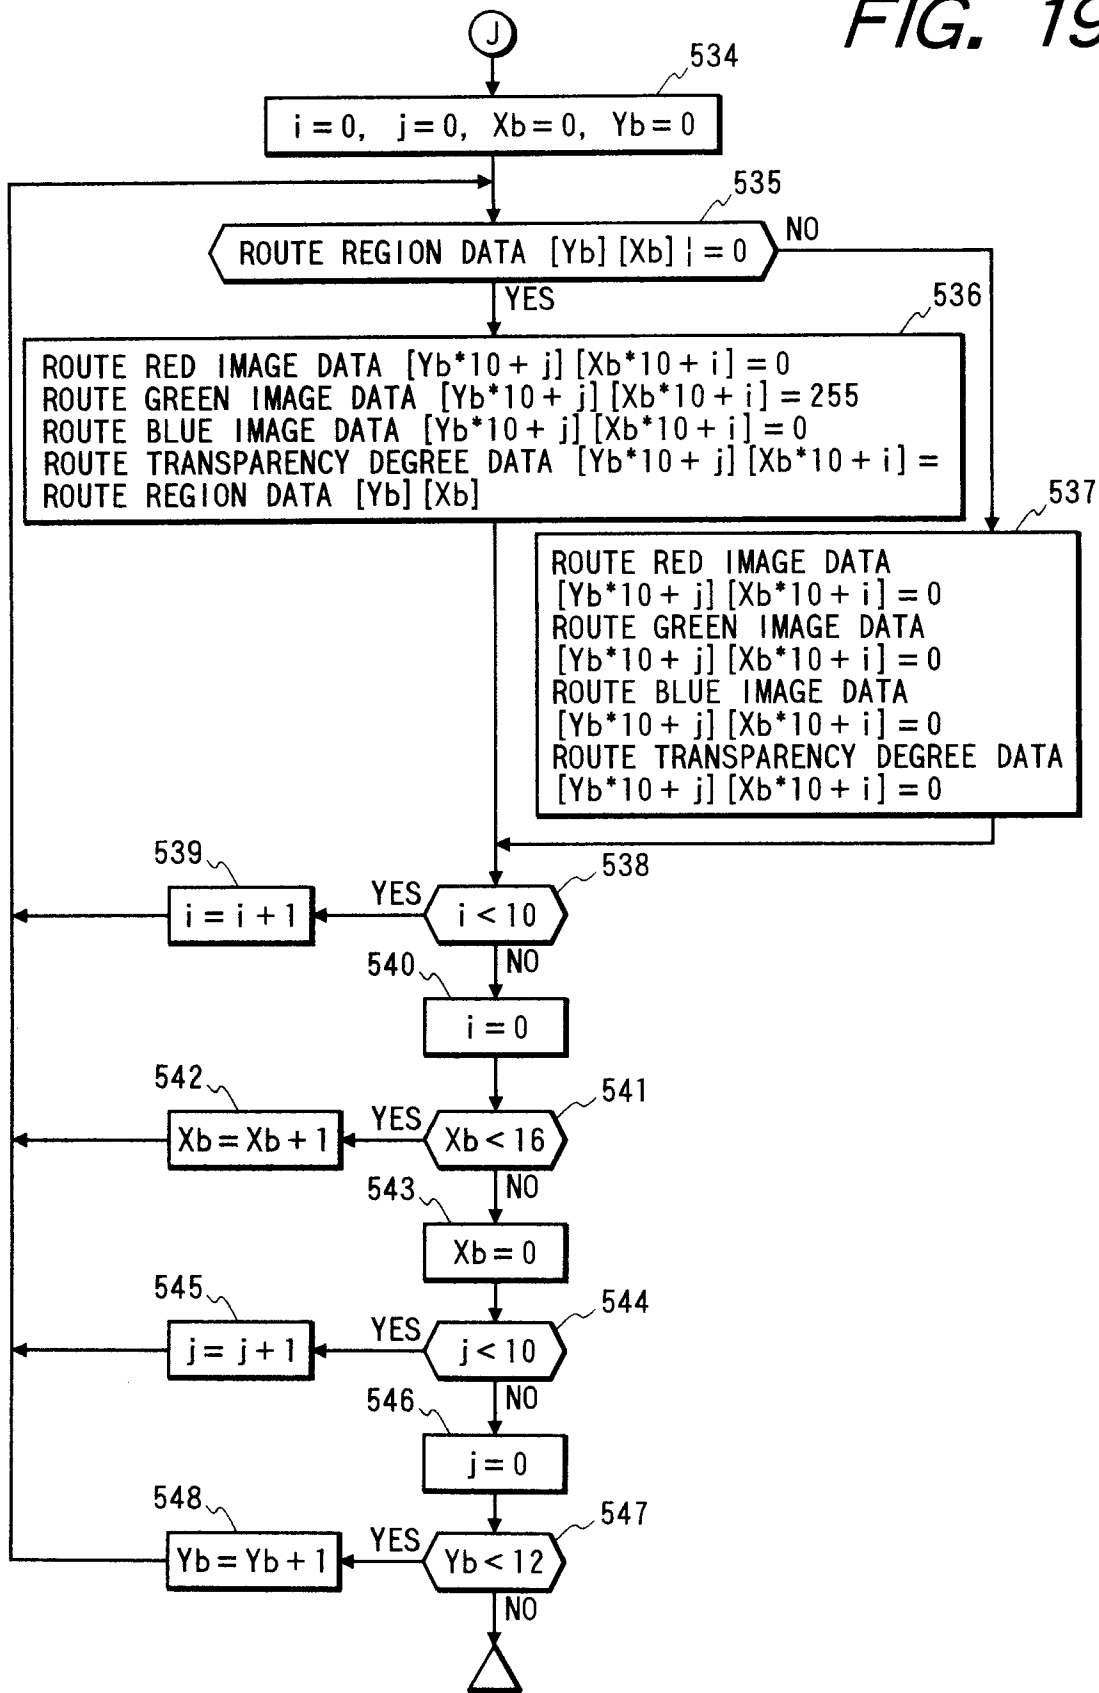 FIG. 19
J
534
i=0, j=0, Xb=0, Yb=0
535
ROUTE REGION DATA [Yb][Xb] ¦=0
NO
YES
536
ROUTE RED IMAGE DATA [Yb*10+j][Xb*10+i]=0
ROUTE GREEN IMAGE DATA [Yb*10+j][Xb*10+i]=255
ROUTE BLUE IMAGE DATA [Yb*10+j][Xb*10+i]=0
ROUTE TRANSPARENCY DEGREE DATA [Yb*10+j][Xb*10+i]=
ROUTE REGION DATA [Yb][Xb]
537
ROUTE RED IMAGE DATA
[Yb*10+j][Xb*10+i]=0
ROUTE GREEN IMAGE DATA
[Yb*10+j][Xb*10+i]=0
ROUTE BLUE IMAGE DATA
[Yb*10+j][Xb*10+i]=0
ROUTE TRANSPARENCY DEGREE DATA
[Yb*10+j][Xb*10+i]=0
539
538
i=i+1
YES
i<10
NO
540
i=0
542
541
Xb=Xb+1
YES
Xb<16
NO
543
Xb=0
545
544
j=j+1
YES
j<10
NO
546
j=0
548
547
Yb=Yb+1
YES
Yb<12
NO